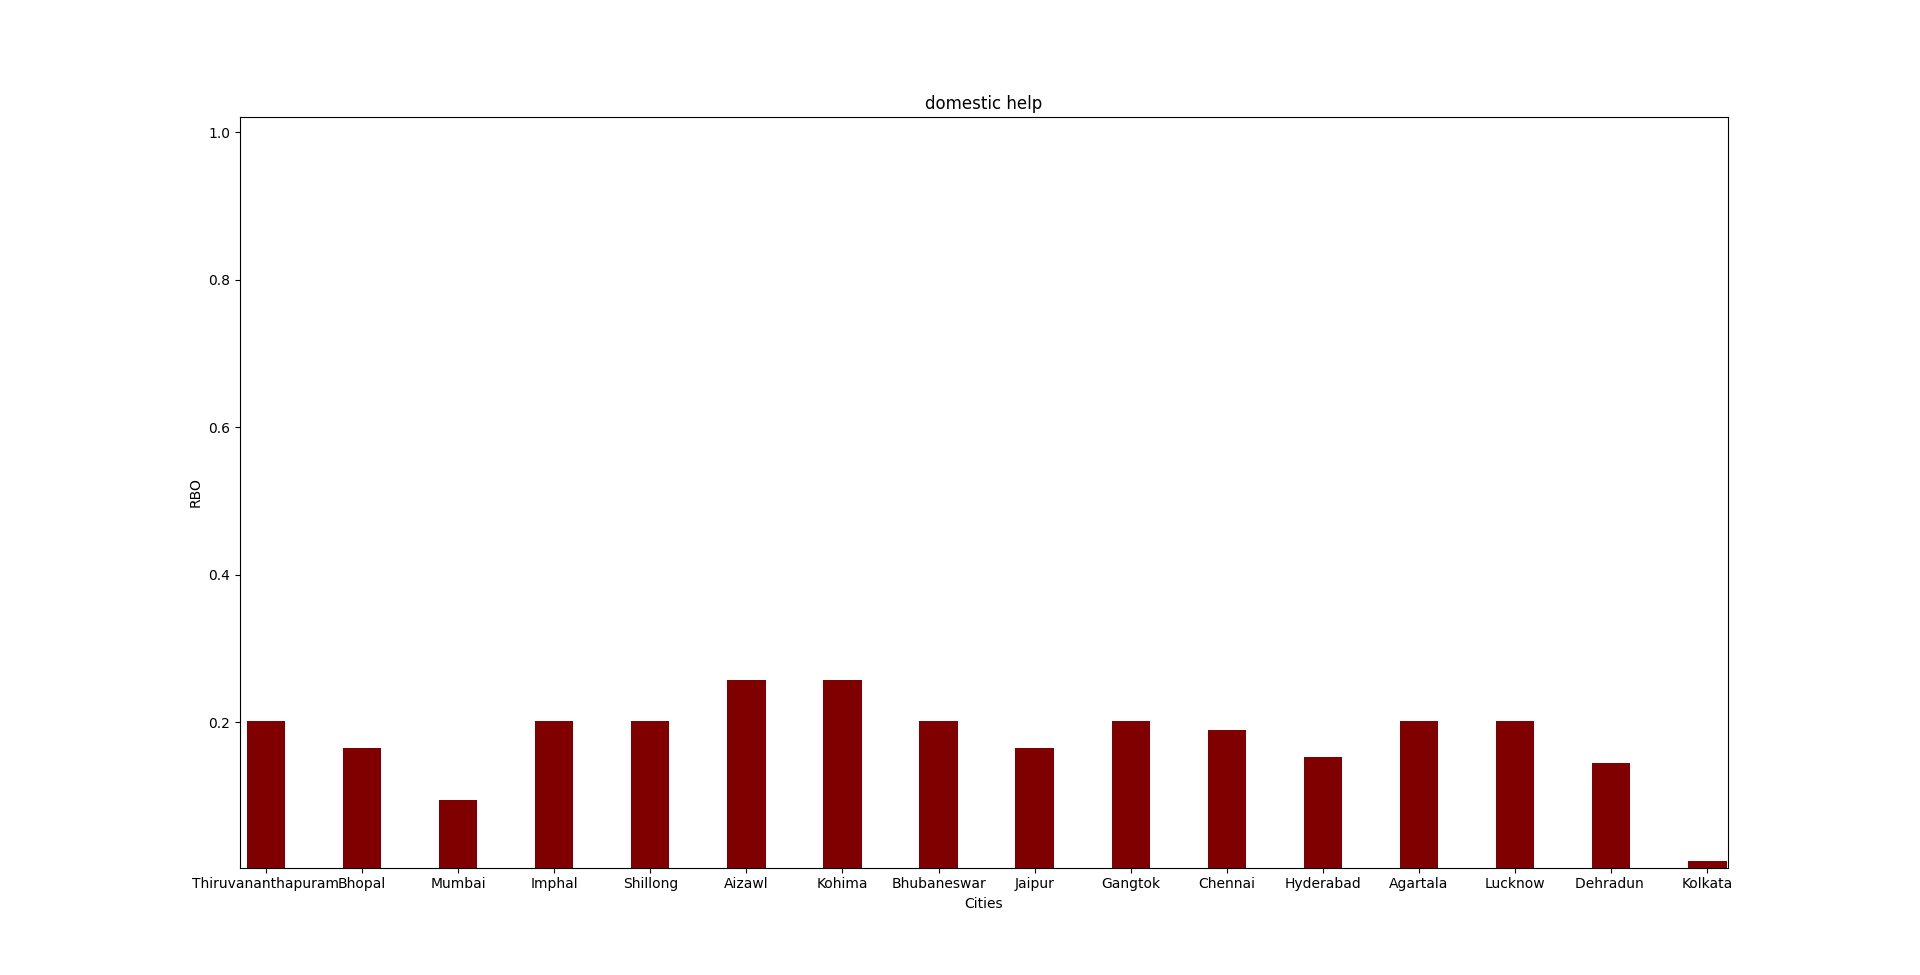 domestic help
1.0
0.8
0.6
0.4
0.2
RBO
Thiruvananthapuram Bhopal Mumbai Imphal Shillong Aizawl Kohima Bhubaneswar Jaipur Gangtok Chennai Hyderabad Agartala Lucknow Dehradun Kolkata
Cities